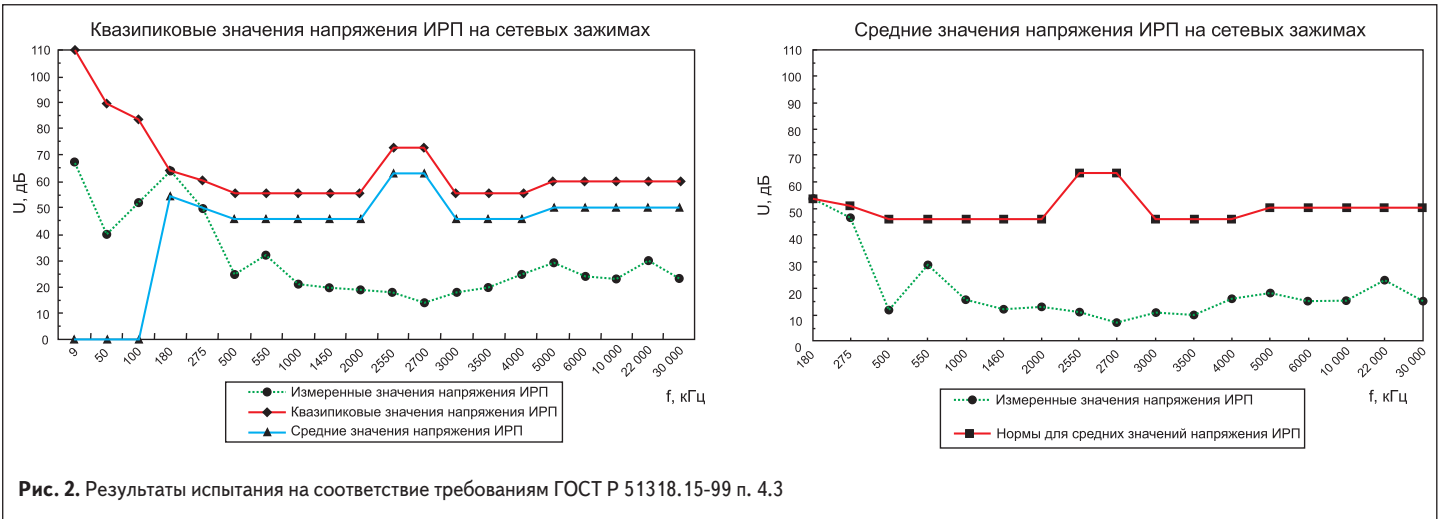 Квазипиковые значения напряжения ИРП на сетевых зажимах
110
100
90
80
70
60
50
40
30
20
10
0
U, дБ
9 50 100 180 275 500 550 1000 1450 2000 2550 2700 3000 3500 4000 5000 6000 10 000 22 000 30 000
f, кГц
Измеренные значения напряжения ИРП
Квазипиковые значения напряжения ИРП
Средние значения напряжения ИРП
Средние значения напряжения ИРП на сетевых зажимах
110
100
90
80
70
60
50
40
30
20
10
0
U, дБ
180 275 500 550 1000 1460 2000 2550 2700 3000 3500 4000 5000 6000 10 000 22 000 30 000
f, кГц
Измеренные значения напряжения ИРП
Нормы для средних значений напряжения ИРП
Рис. 2. Результаты испытания на соответствие требованиям ГОСТ Р 51318.15-99 п. 4.3